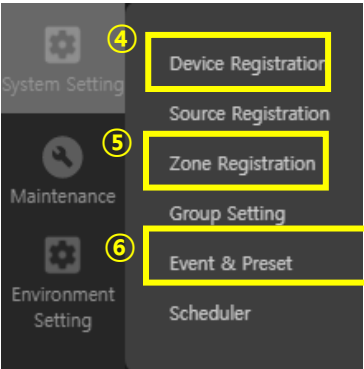 ④
System Setting
Device Registration
Source Registration
⑤
Zone Registration
Maintenance
Group Setting
⑥
Event & Preset
Environment
Setting
Scheduler